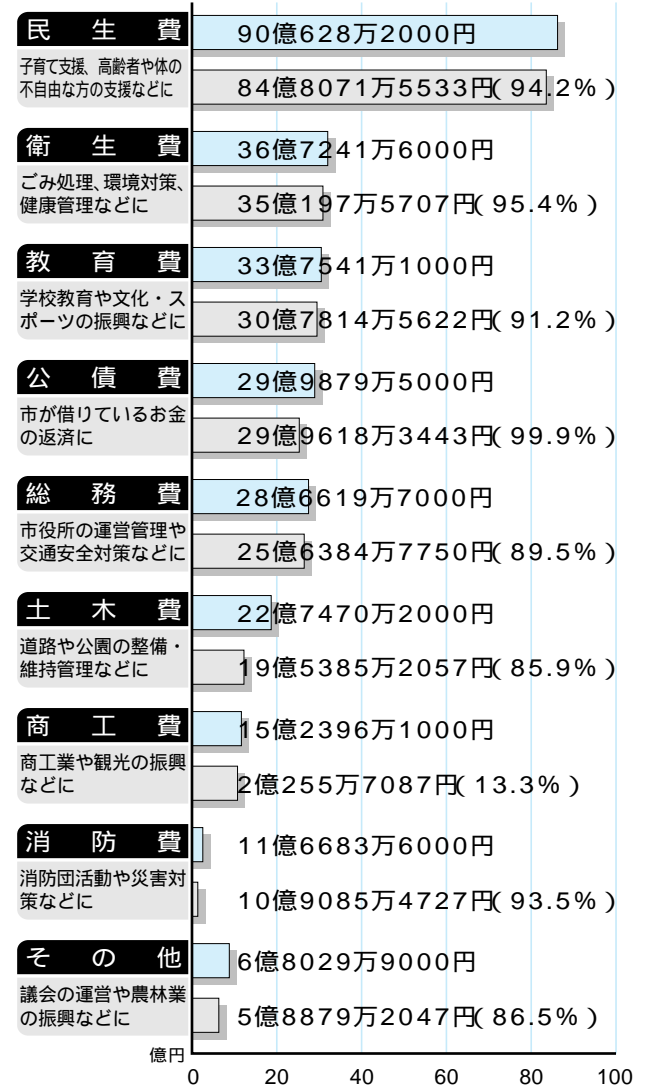 民生費
90億628万2000円
子育て支援、高齢者や体の
不自由な方の支援などに
84億8071万5533円(94.2%)
衛生費
36億7241万6000円
ごみ処理、環境対策、
健康管理などに
35億197万5707円(95.4%)
教育費
33億7541万1000円
学校教育や文化・ス
ポーツの振興などに
30億7814万5622円(91.2%)
公債費
29億9879万5000円
市が借りているお金
の返済に
29億9618万3443円(99.9%)
総務費
28億6619万7000円
市役所の運営管理や
交通安全対策などに
25億6384万7750円(89.5%)
土木費
22億7470万2000円
道路や公園の整備・
維持管理などに
19億5385万2057円(85.9%)
商工費
15億2396万1000円
商工業や観光の振興
などに
2億255万7087円(13.3%)
消防費
11億6683万6000円
消防団活動や災害対
策などに
10億9085万4727円(93.5%)
その他
6億8029万9000円
議会の運営や農林業
の振興などに
5億8879万2047円(86.5%)
億円
0 20 40 60 80 100